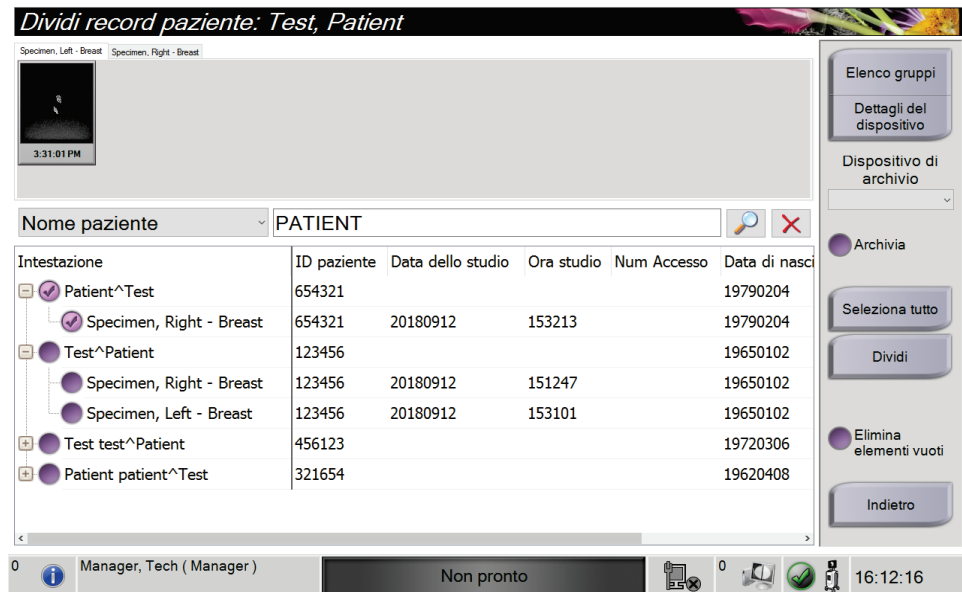 Dividi record paziente: Test, Patient
Specimen, Left - Breast Specimen, Right - Breast
3:31:01 PM
Elenco gruppi
Dettagli del
dispositivo
Dispositivo di
archivio
Archivia
Nome paziente PATIENT
Intestazione ID paziente Data dello studio Ora studio Num Accesso Data di nasci
Patient^Test 654321 19790204
Specimen, Right - Breast 654321 20180912 153213 19790204
Test^Patient 123456 19650102
Specimen, Right - Breast 123456 20180912 151247 19650102
Specimen, Left - Breast 123456 20180912 153101 19650102
Test test^Patient 456123 19720306
Patient patient^Test 321654 19620408
Seleziona tutto
Dividi
Elimina
elementi vuoti
Indietro
0 Manager, Tech ( Manager ) Non pronto 0 16:12:16